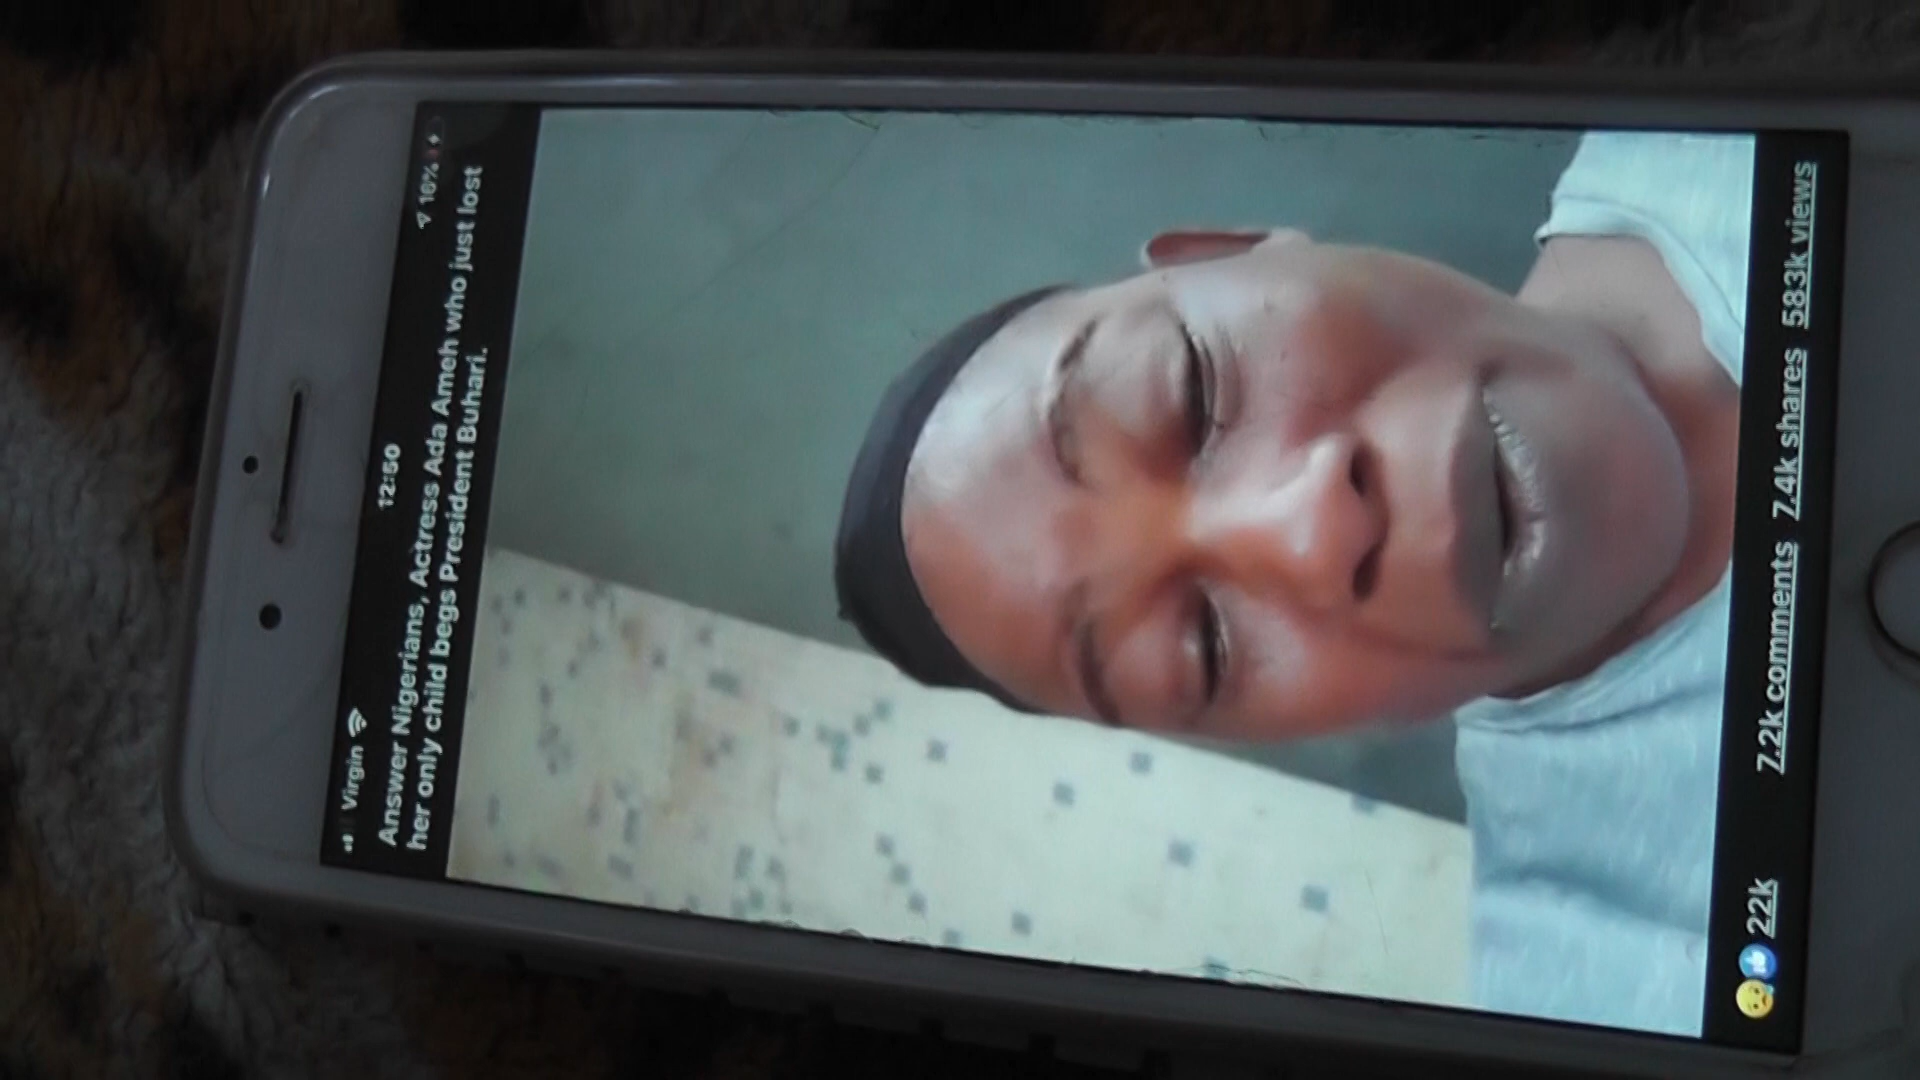 Virgin 12:50 16%
Answer Nigerians, Actress Ada Ameh who just lost
her only child begs President Buhari.
22k 7.2k comments 7.4k shares 583k views